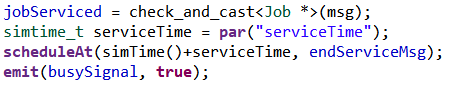 jobServiced = check_and_cast<Job *>(msg);
simtime_t serviceTime = par("serviceTime");
scheduleAt(simTime()+serviceTime, endServiceMsg);
emit(busySignal, true);